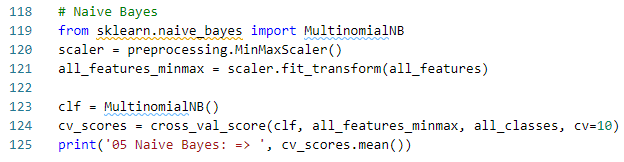 118 # Naive Bayes
119 from sklearn.naive_bayes import MultinomialNB
120 scaler = preprocessing.MinMaxScaler()
121 all_features_minmax = scaler.fit_transform(all_features)
122
123 clf = MultinomialNB()
124 cv_scores = cross_val_score(clf, all_features_minmax, all_classes, cv=10)
125 print('05 Naive Bayes: => ', cv_scores.mean())